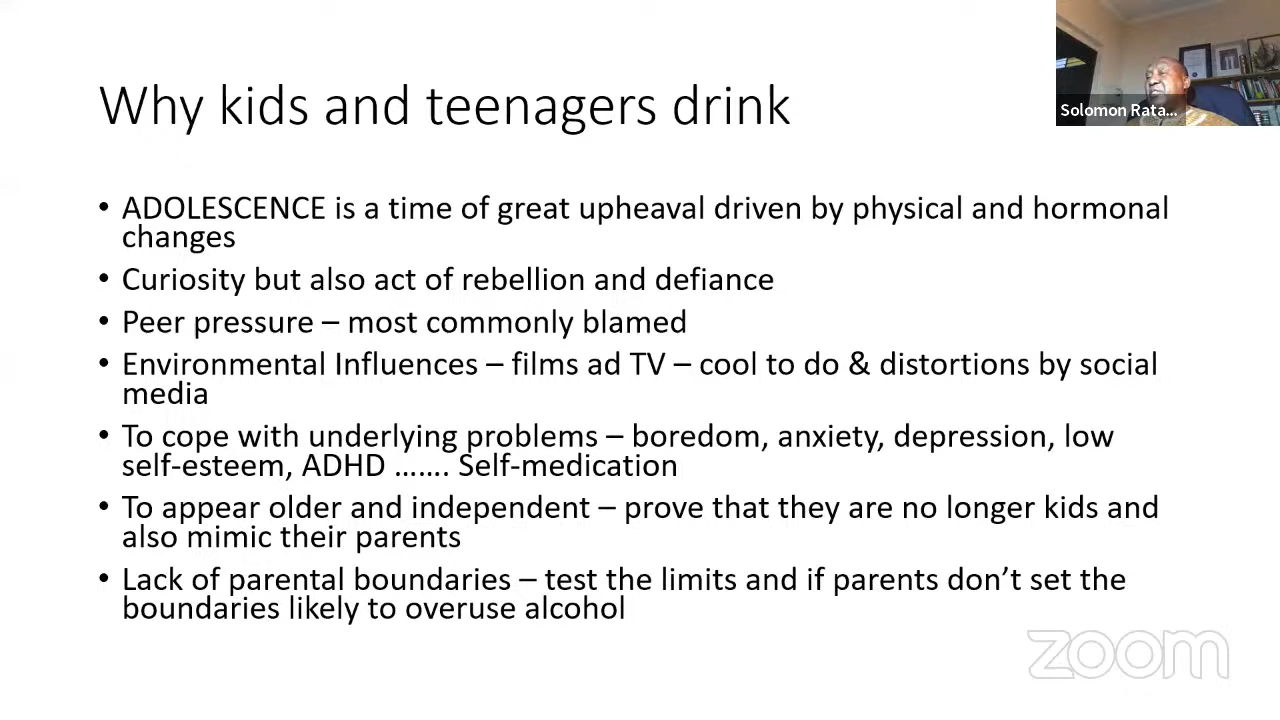 Why kids and teenagers drink
Solomon Rata...
• ADOLESCENCE is a time of great upheaval driven by physical and hormonal
changes
• Curiosity but also act of rebellion and defiance
• Peer pressure – most commonly blamed
• Environmental Influences – films ad TV – cool to do & distortions by social
media
• To cope with underlying problems – boredom, anxiety, depression, low
self-esteem, ADHD ……. Self-medication
• To appear older and independent – prove that they are no longer kids and
also mimic their parents
• Lack of parental boundaries – test the limits and if parents don’t set the
boundaries likely to overuse alcohol
zoom